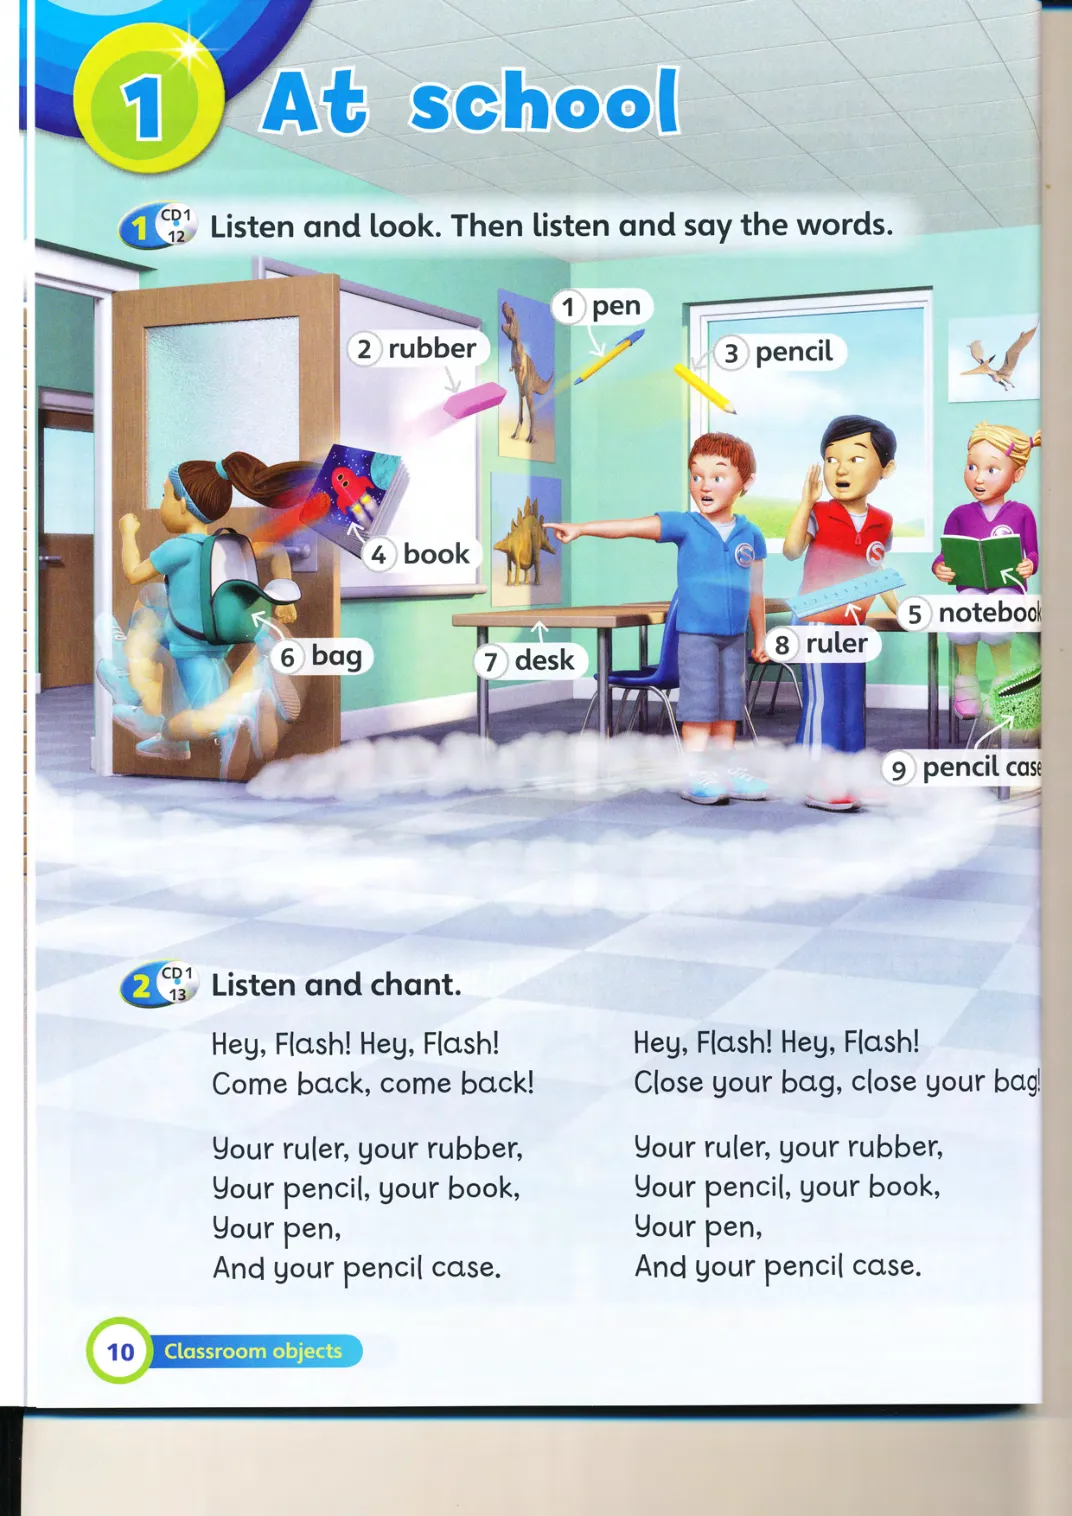 1 At school
1 CD1 12 Listen and look. Then listen and say the words.
1 pen
2 rubber
3 pencil
4 book
5 notebook
6 bag
7 desk
8 ruler
9 pencil case
2 CD1 13 Listen and chant.
Hey, Flash! Hey, Flash!
Come back, come back!
Your ruler, your rubber,
Your pencil, your book,
Your pen,
And your pencil case.
Hey, Flash! Hey, Flash!
Close your bag, close your bag!
Your ruler, your rubber,
Your pencil, your book,
Your pen,
And your pencil case.
10 Classroom objects